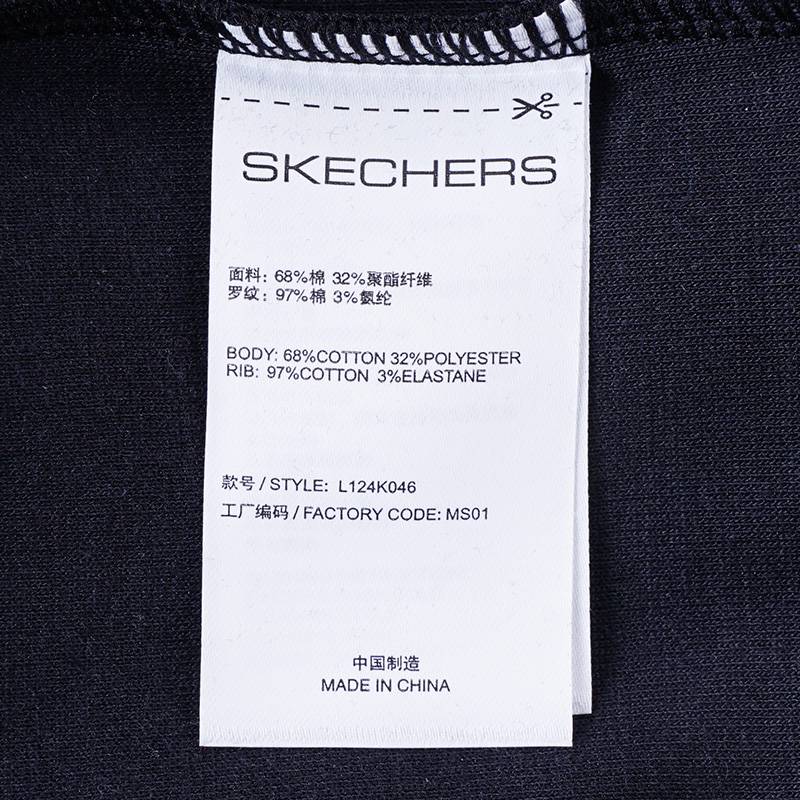 SKECHERS
面料: 68%棉 32%聚酯纤维
罗纹: 97%棉 3%氨纶
BODY: 68%COTTON 32%POLYESTER
RIB: 97%COTTON 3%ELASTANE
款号 / STYLE: L124K046
工厂编码 / FACTORY CODE: MS01
中国制造
MADE IN CHINA